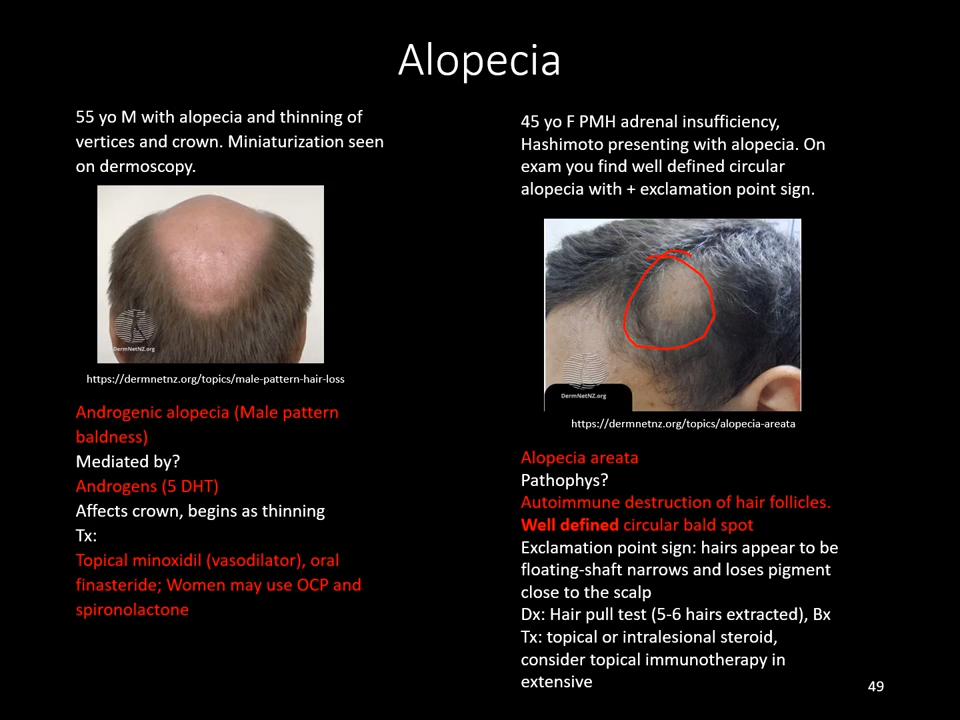 Alopecia
55 yo M with alopecia and thinning of
vertices and crown. Miniaturization seen
on dermoscopy.
DermNetNZ.org
https://dermnetnz.org/topics/male-pattern-hair-loss
Androgenic alopecia (Male pattern
baldness)
Mediated by?
Androgens (5 DHT)
Affects crown, begins as thinning
Tx:
Topical minoxidil (vasodilator), oral
finasteride; Women may use OCP and
spironolactone
45 yo F PMH adrenal insufficiency,
Hashimoto presenting with alopecia. On
exam you find well defined circular
alopecia with + exclamation point sign.
DermNetNZ.org
https://dermnetnz.org/topics/alopecia-areata
Alopecia areata
Pathophys?
Autoimmune destruction of hair follicles.
Well defined circular bald spot
Exclamation point sign: hairs appear to be
floating-shaft narrows and loses pigment
close to the scalp
Dx: Hair pull test (5-6 hairs extracted), Bx
Tx: topical or intralesional steroid,
consider topical immunotherapy in
extensive
49